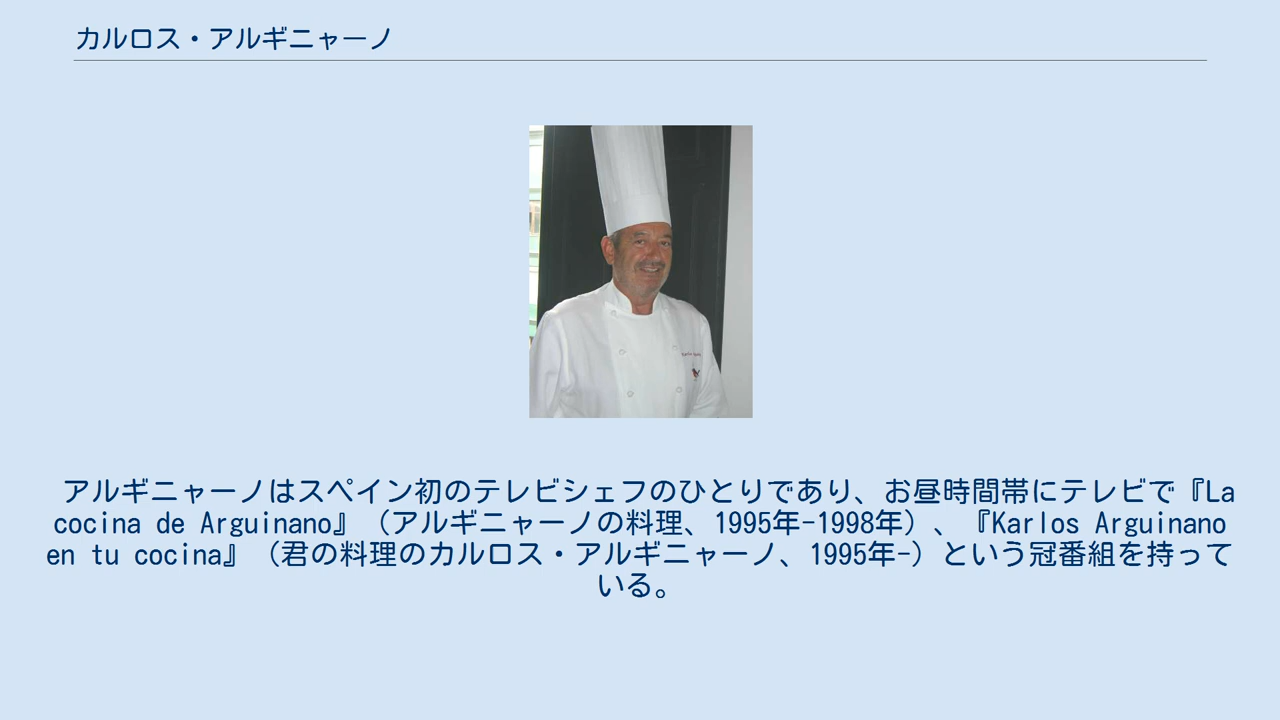 カルロス・アルギニャーノ
アルギニャーノはスペイン初のテレビシェフのひとりであり、お昼時間帯にテレビで『La
cocina de Arguinano』（アルギニャーノの料理、1995年-1998年）、『Karlos Arguinano
en tu cocina』（君の料理のカルロス・アルギニャーノ、1995年-）という冠番組を持って
いる。